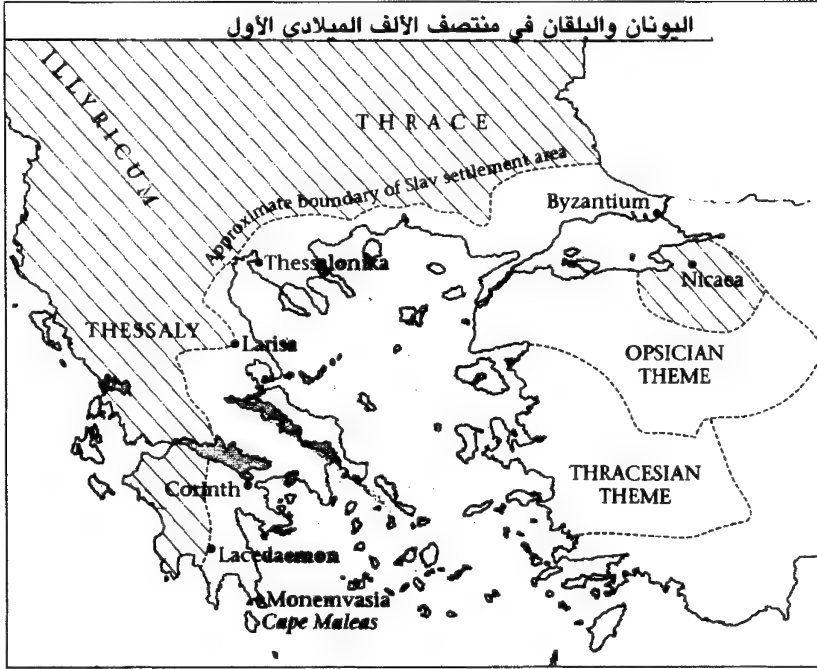 اليونان والبلقان في منتصف الألف الميلادي الأول
ILLYRICUM
THRACE
Approximate boundary of Slav settlement area
Byzantium
Thessalonika
Nicaea
THESSALY
Larisa
OPSICIAN
THEME
THRACESIAN
THEME
Corinth
Lacedaemon
Monemvasia
Cape Maleas